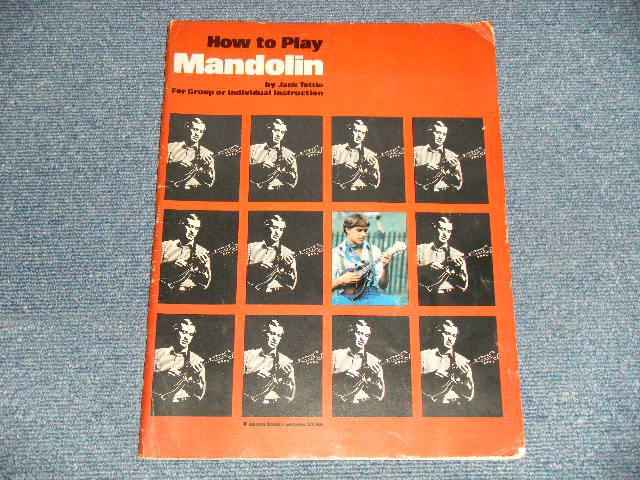 How to Play
Mandolin
by Jack Tottle
For Group or Individual Instruction